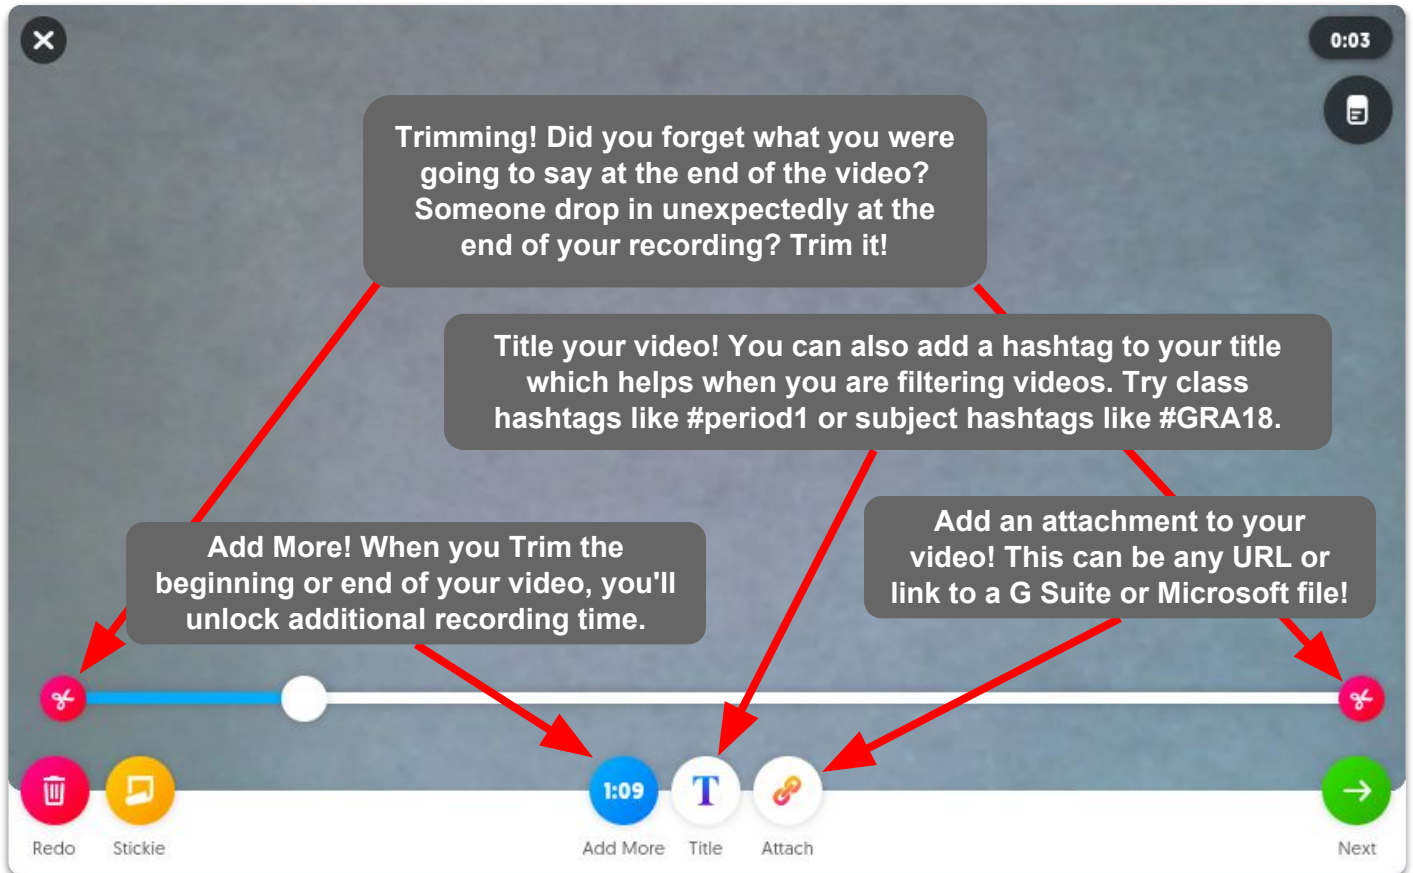 0:03
Trimming! Did you forget what you were
going to say at the end of the video?
Someone drop in unexpectedly at the
end of your recording? Trim it!
Title your video! You can also add a hashtag to your title
which helps when you are filtering videos. Try class
hashtags like #period1 or subject hashtags like #GRA18.
Add More! When you Trim the
beginning or end of your video, you'll
unlock additional recording time.
Add an attachment to your
video! This can be any URL or
link to a G Suite or Microsoft file!
1:09
T
Redo
Stickie
Add More
Title
Attach
Next